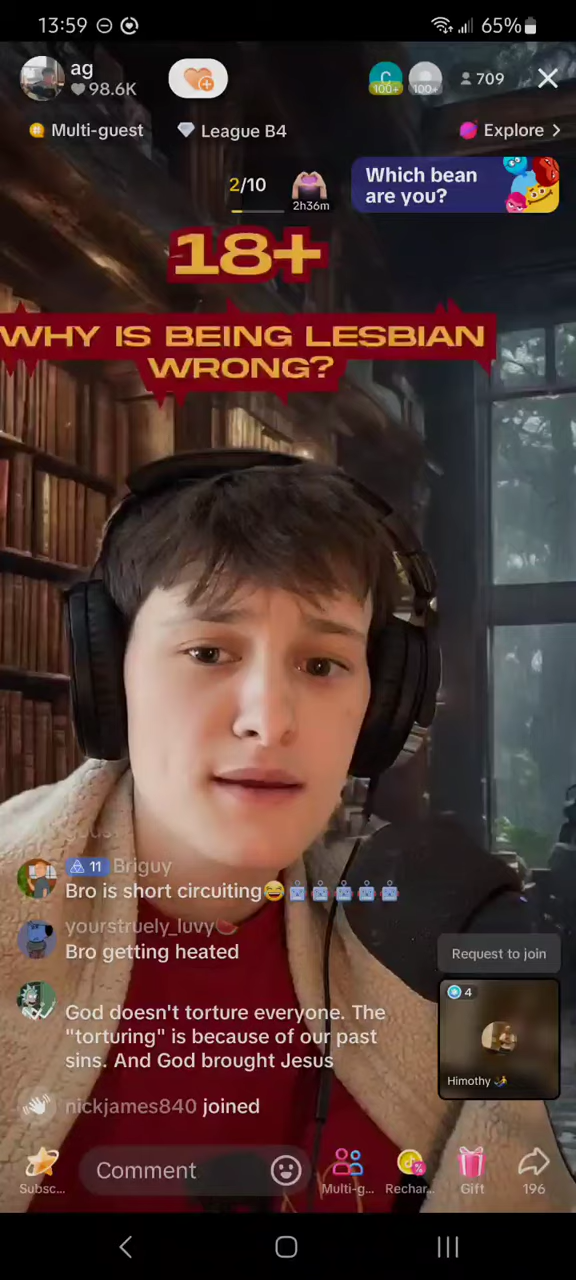 13:59
65%
ag
98.6K
100+
100+
709
Multi-guest
League B4
Explore >
2/10
2h36m
Which bean
are you?
18+
WHY IS BEING LESBIAN
WRONG?
11 Briguy
Bro is short circuiting😂🤖🤖🤖🤖🤖
yourstruely_luvy🍉
Bro getting heated
God doesn't torture everyone. The
"torturing" is because of our past
sins. And God brought Jesus
nickjames840 joined
Request to join
4
Himothy
Comment
Subsc...
Multi-g...
Rechar...
Gift
196